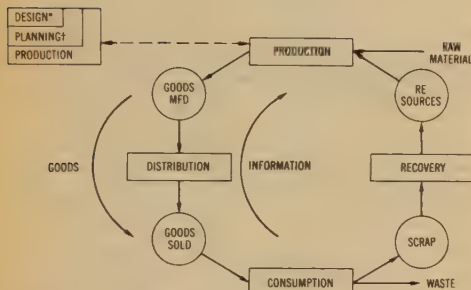 DESIGN*
PLANNING†
PRODUCTION
PRODUCTION
RAW
MATERIAL
GOODS
MFD
RE
SOURCES
GOODS
DISTRIBUTION
INFORMATION
RECOVERY
GOODS
SOLD
SCRAP
CONSUMPTION
WASTE